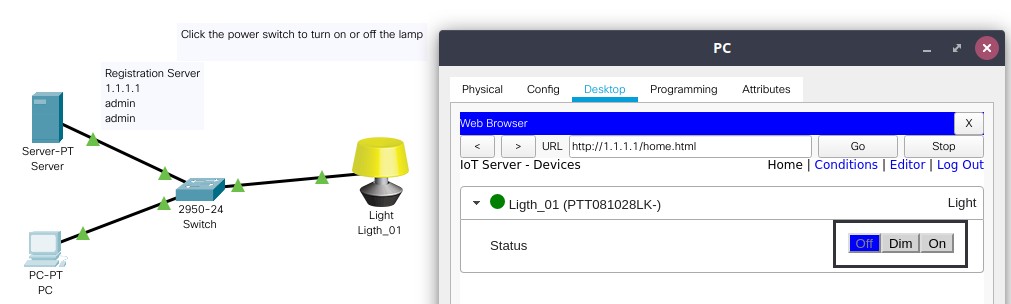 Click the power switch to turn on or off the lamp
Registration Server
1.1.1.1
admin
admin
Server-PT
Server
2950-24
Switch
Light
Ligth_01
PC-PT
PC
PC
Physical Config Desktop Programming Attributes
Web Browser X
< > URL http://1.1.1.1/home.html Go Stop
IoT Server - Devices Home | Conditions | Editor | Log Out
Ligth_01 (PTT081028LK-) Light
Status Off Dim On